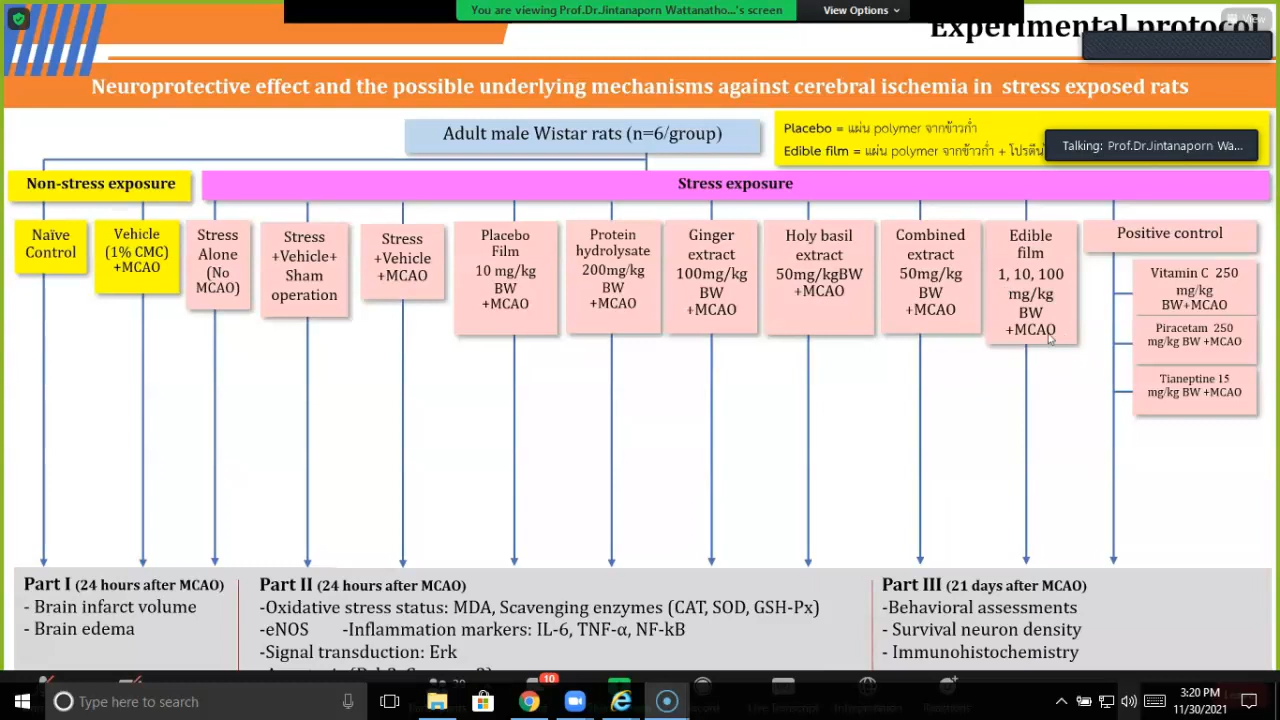 You are viewing Prof.Dr.Jintanaporn Wattanatho...'s screen
View Options
View
Experimental protocol
Neuroprotective effect and the possible underlying mechanisms against cerebral ischemia in stress exposed rats
Adult male Wistar rats (n=6/group)
Placebo = แผ่น polymer จากข้าวก่ำ
Edible film = แผ่น polymer จากข้าวก่ำ + โปรตีน
Talking: Prof.Dr.Jintanaporn Wa...
Non-stress exposure
Stress exposure
Naïve
Control
Vehicle
(1% CMC)
+MCAO
Stress
Alone
(No
MCAO)
Stress
+Vehicle+
Sham
operation
Stress
+Vehicle
+MCAO
Placebo
Film
10 mg/kg
BW
+MCAO
Protein
hydrolysate
200mg/kg
BW
+MCAO
Ginger
extract
100mg/kg
BW
+MCAO
Holy basil
extract
50mg/kgBW
+MCAO
Combined
extract
50mg/kg
BW
+MCAO
Edible
film
1, 10, 100
mg/kg
BW
+MCAO
Positive control
Vitamin C 250
mg/kg
BW+MCAO
Piracetam 250
mg/kg BW +MCAO
Tianeptine 15
mg/kg BW +MCAO
Part I (24 hours after MCAO)
- Brain infarct volume
- Brain edema
Part II (24 hours after MCAO)
-Oxidative stress status: MDA, Scavenging enzymes (CAT, SOD, GSH-Px)
-eNOS -Inflammation markers: IL-6, TNF-α, NF-kB
-Signal transduction: Erk
Part III (21 days after MCAO)
-Behavioral assessments
- Survival neuron density
- Immunohistochemistry
10
Type here to search
Live Transcript
Reactions
3:20 PM
11/30/2021